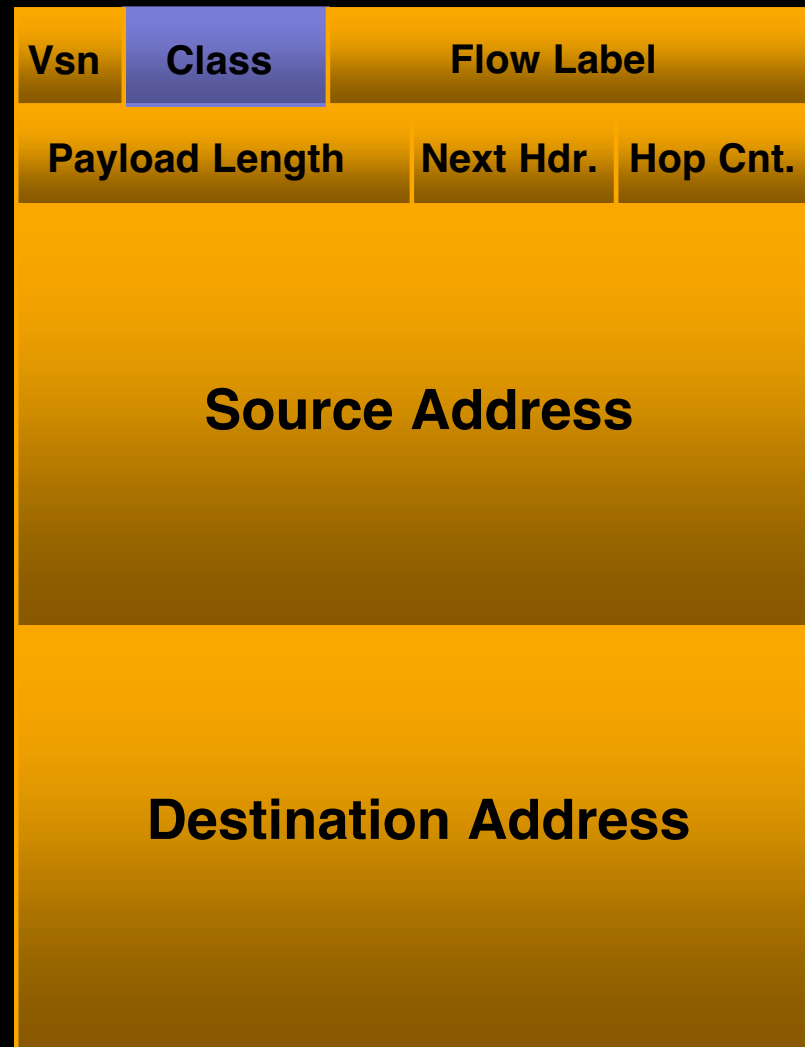 Vsn Class Flow Label
Payload Length Next Hdr. Hop Cnt.
Source Address
Destination Address